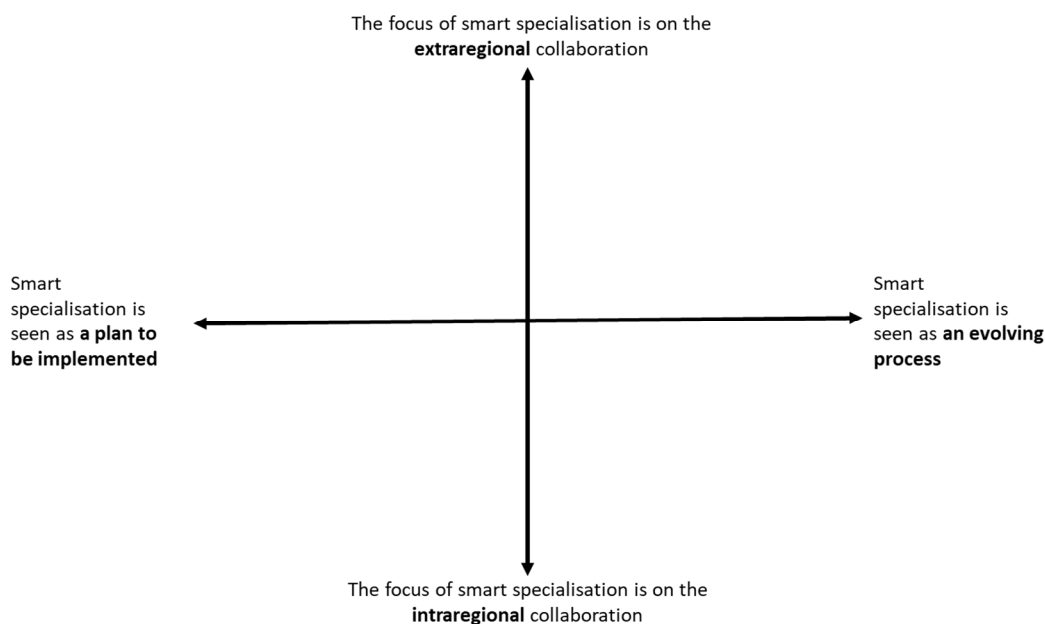 The focus of smart specialisation is on the
extraregional collaboration
Smart
specialisation is
seen as a plan to
be implemented
Smart
specialisation is
seen as an evolving
process
The focus of smart specialisation is on the
intraregional collaboration